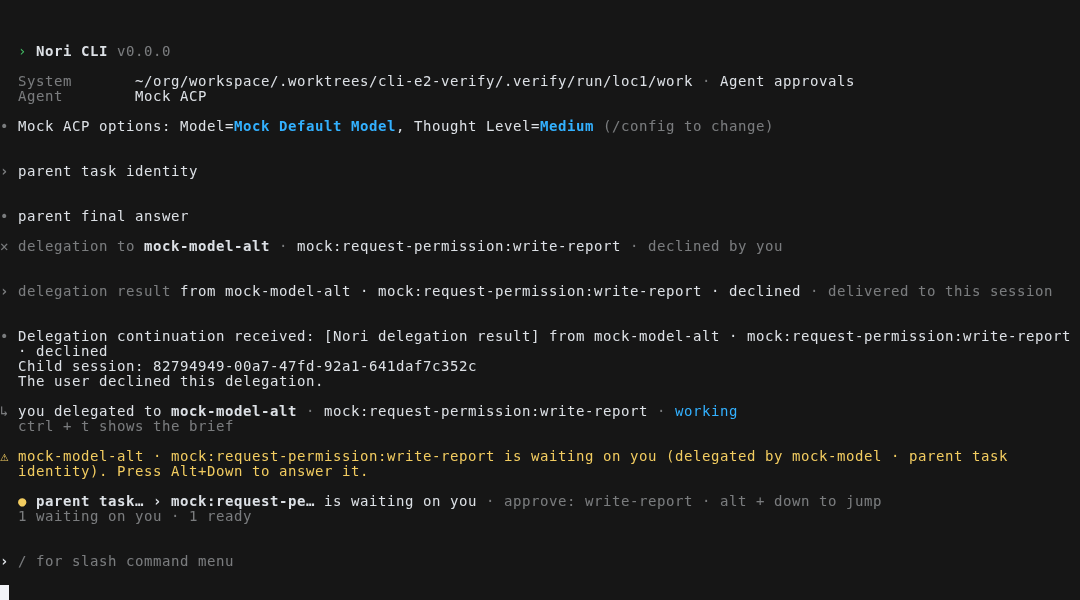 › Nori CLI v0.0.0
System ~/org/workspace/.worktrees/cli-e2-verify/.verify/run/loc1/work · Agent approvals
Agent Mock ACP
• Mock ACP options: Model=Mock Default Model, Thought Level=Medium (/config to change)
› parent task identity
• parent final answer
✕ delegation to mock-model-alt · mock:request-permission:write-report · declined by you
› delegation result from mock-model-alt · mock:request-permission:write-report · declined · delivered to this session
• Delegation continuation received: [Nori delegation result] from mock-model-alt · mock:request-permission:write-report
· declined
Child session: 82794949-00a7-47fd-92a1-641daf7c352c
The user declined this delegation.
↳ you delegated to mock-model-alt · mock:request-permission:write-report · working
ctrl + t shows the brief
⚠ mock-model-alt · mock:request-permission:write-report is waiting on you (delegated by mock-model · parent task
identity). Press Alt+Down to answer it.
● parent task… › mock:request-pe… is waiting on you · approve: write-report · alt + down to jump
1 waiting on you · 1 ready
› / for slash command menu